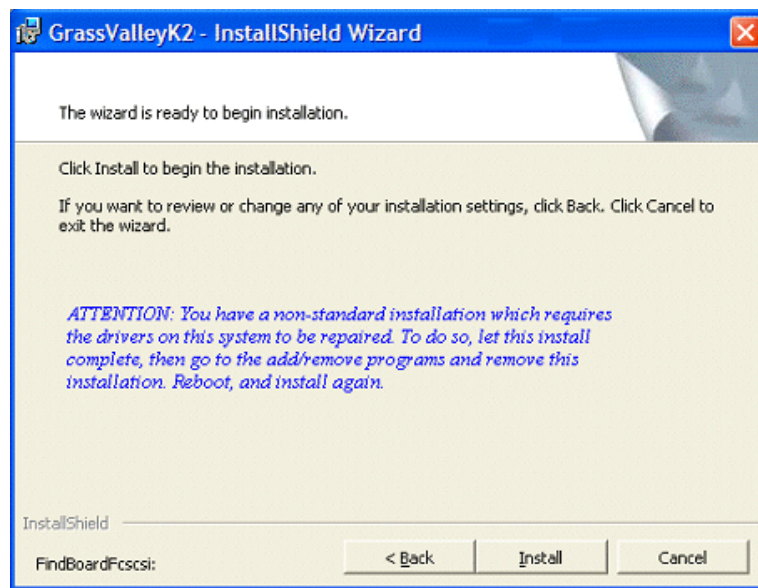 GrassValleyK2 - InstallShield Wizard
The wizard is ready to begin installation.
Click Install to begin the installation.
If you want to review or change any of your installation settings, click Back. Click Cancel to
exit the wizard.
ATTENTION: You have a non-standard installation which requires
the drivers on this system to be repaired. To do so, let this install
complete, then go to the add/remove programs and remove this
installation. Reboot, and install again.
InstallShield
FindBoardFcscsi:
< Back
Install
Cancel